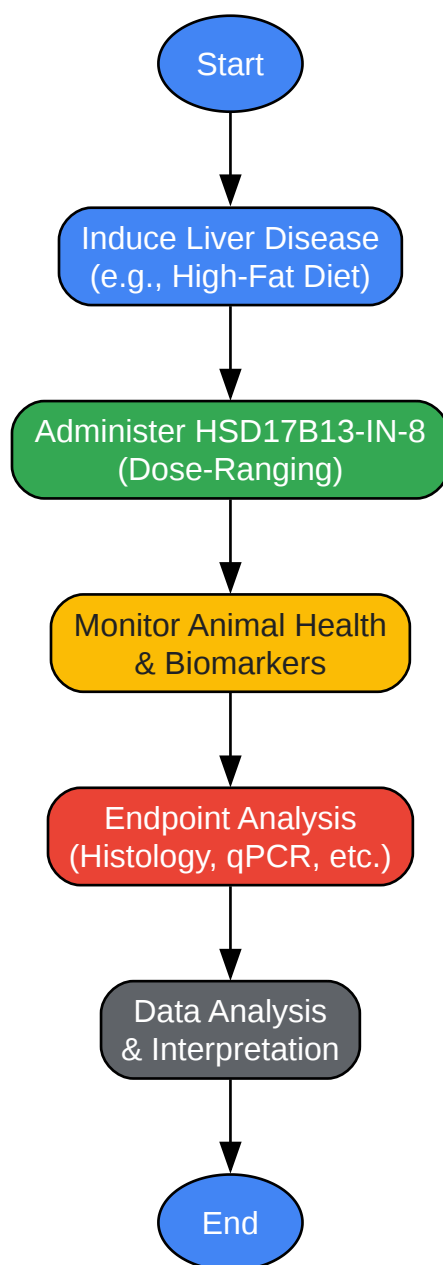 Start
Induce Liver Disease
(e.g., High-Fat Diet)
Administer HSD17B13-IN-8
(Dose-Ranging)
Monitor Animal Health
& Biomarkers
Endpoint Analysis
(Histology, qPCR, etc.)
Data Analysis
& Interpretation
End